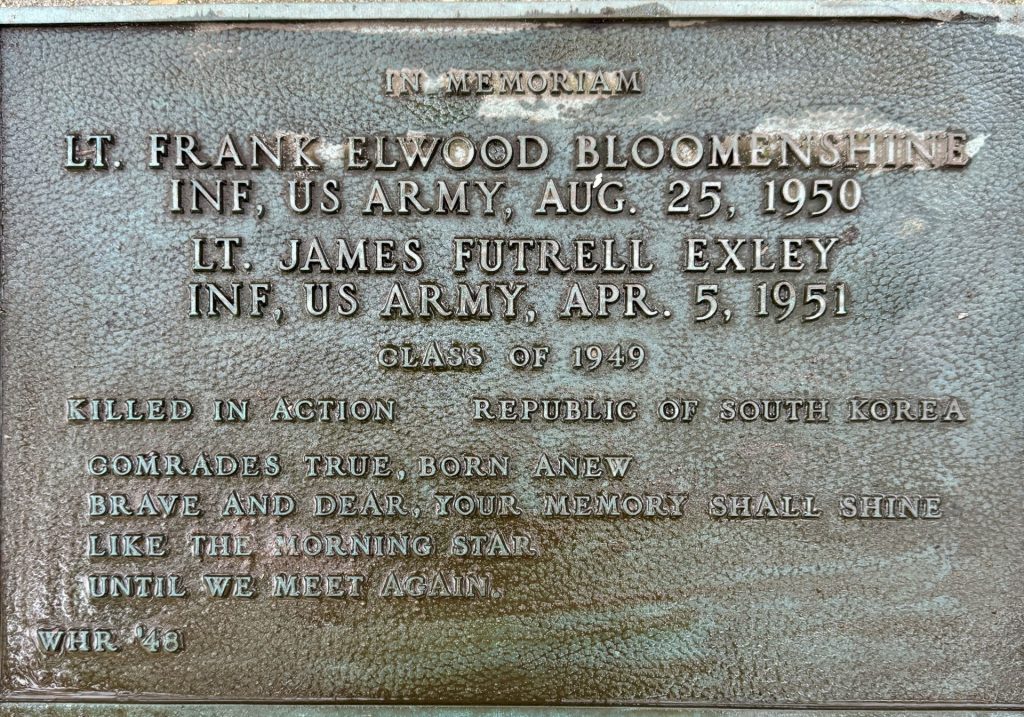 IN MEMORIAM
LT. FRANK ELWOOD BLOOMENSHINE
INF, US ARMY, AUG. 25, 1950
LT. JAMES FUTRELL EXLEY
INF, US ARMY, APR. 5, 1951
CLASS OF 1949
KILLED IN ACTION REPUBLIC OF SOUTH KOREA
COMRADES TRUE, BORN ANEW
BRAVE AND DEAR, YOUR MEMORY SHALL SHINE
LIKE THE MORNING STAR
UNTIL WE MEET AGAIN.
WHR '48